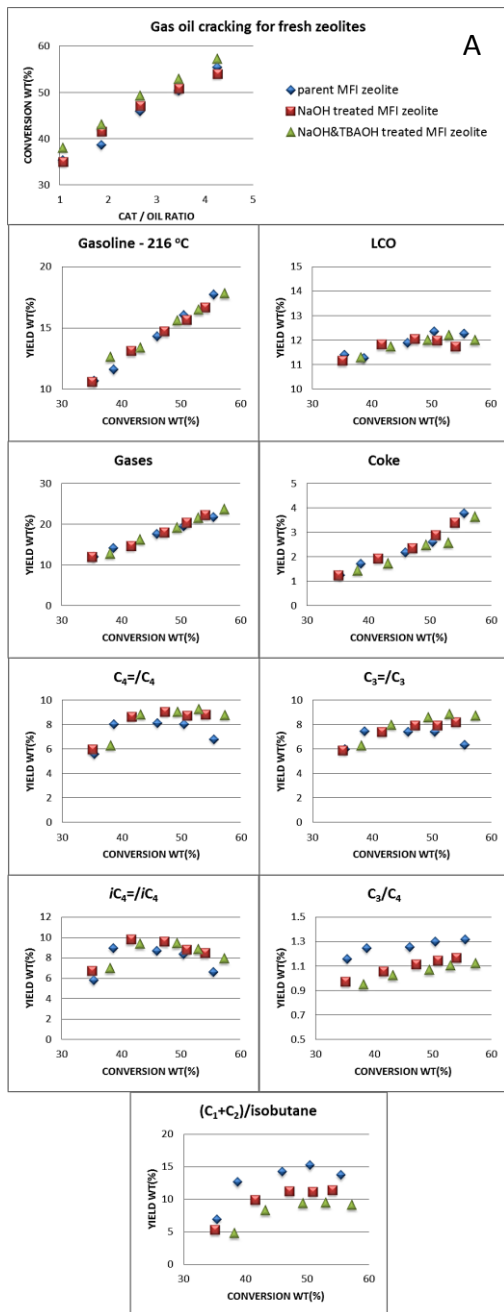 Gas oil cracking for fresh zeolites
A
60
50
40
30
CONVERSION WT(%)
1 2 3 4 5
CAT / OIL RATIO
parent MFI zeolite
NaOH treated MFI zeolite
NaOH&TBAOH treated MFI zeolite
Gasoline - 216 °C
20
15
10
YIELD WT(%)
30 40 50 60
CONVERSION WT(%)
LCO
15
14
13
12
11
10
YIELD WT(%)
30 40 50 60
CONVERSION WT(%)
Gases
30
20
10
0
YIELD WT(%)
30 40 50 60
CONVERSION WT(%)
Coke
5
4
3
2
1
0
YIELD WT(%)
30 40 50 60
CONVERSION WT(%)
C₄=/C₄
10
8
6
4
2
0
YIELD WT(%)
30 40 50 60
CONVERSION WT(%)
C₃=/C₃
10
8
6
4
2
0
YIELD WT(%)
30 40 50 60
CONVERSION WT(%)
iC₄=/iC₄
12
10
8
6
4
2
0
YIELD WT(%)
30 40 50 60
CONVERSION WT(%)
C₃/C₄
1.5
1.3
1.1
0.9
0.7
0.5
YIELD WT(%)
30 40 50 60
CONVERSION WT(%)
(C₁+C₂)/isobutane
20
15
10
5
0
YIELD WT(%)
30 40 50 60
CONVERSION WT(%)